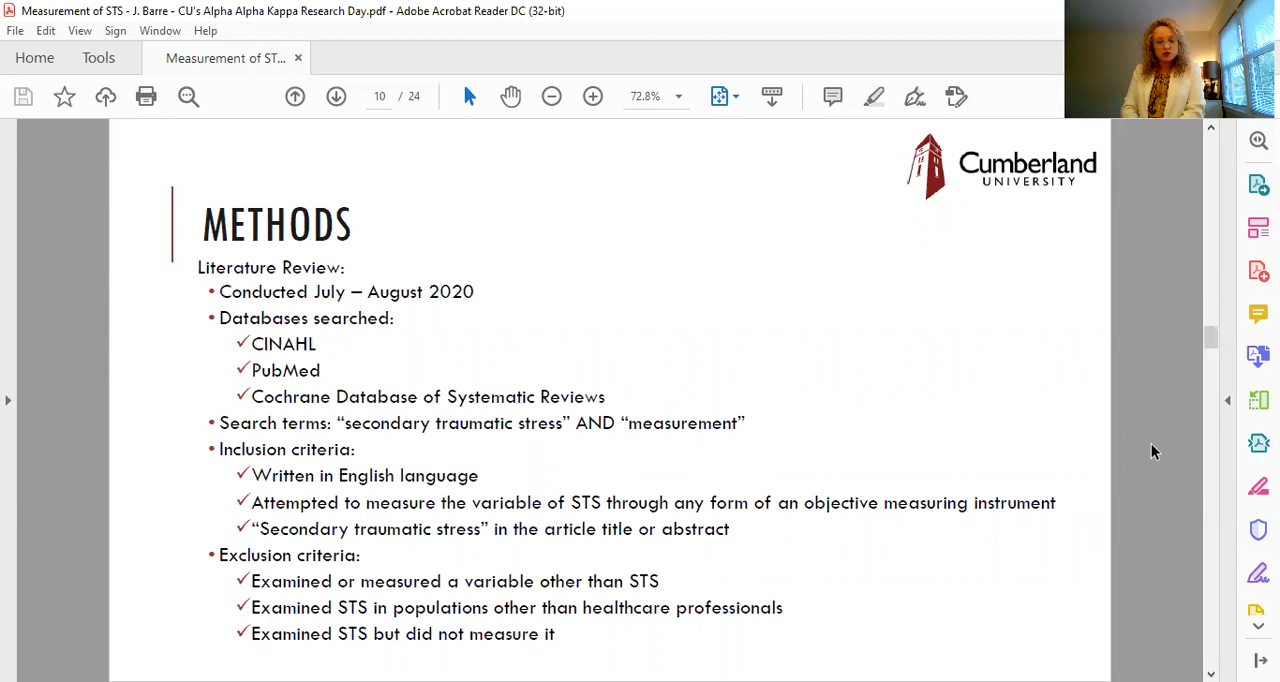 Measurement of STS - J. Barre - CU's Alpha Alpha Kappa Research Day.pdf - Adobe Acrobat Reader DC (32-bit)
File Edit View Sign Window Help
Home Tools Measurement of ST... ×
10 / 24 72.8%
Cumberland
UNIVERSITY
METHODS
Literature Review:
• Conducted July – August 2020
• Databases searched:
✓CINAHL
✓PubMed
✓Cochrane Database of Systematic Reviews
• Search terms: “secondary traumatic stress” AND “measurement”
• Inclusion criteria:
✓Written in English language
✓Attempted to measure the variable of STS through any form of an objective measuring instrument
✓“Secondary traumatic stress” in the article title or abstract
• Exclusion criteria:
✓Examined or measured a variable other than STS
✓Examined STS in populations other than healthcare professionals
✓Examined STS but did not measure it